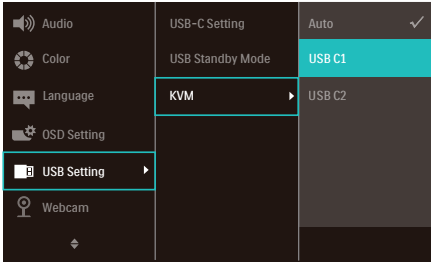 Audio
Color
Language
OSD Setting
USB Setting
Webcam
USB-C Setting
USB Standby Mode
KVM
Auto
USB C1
USB C2